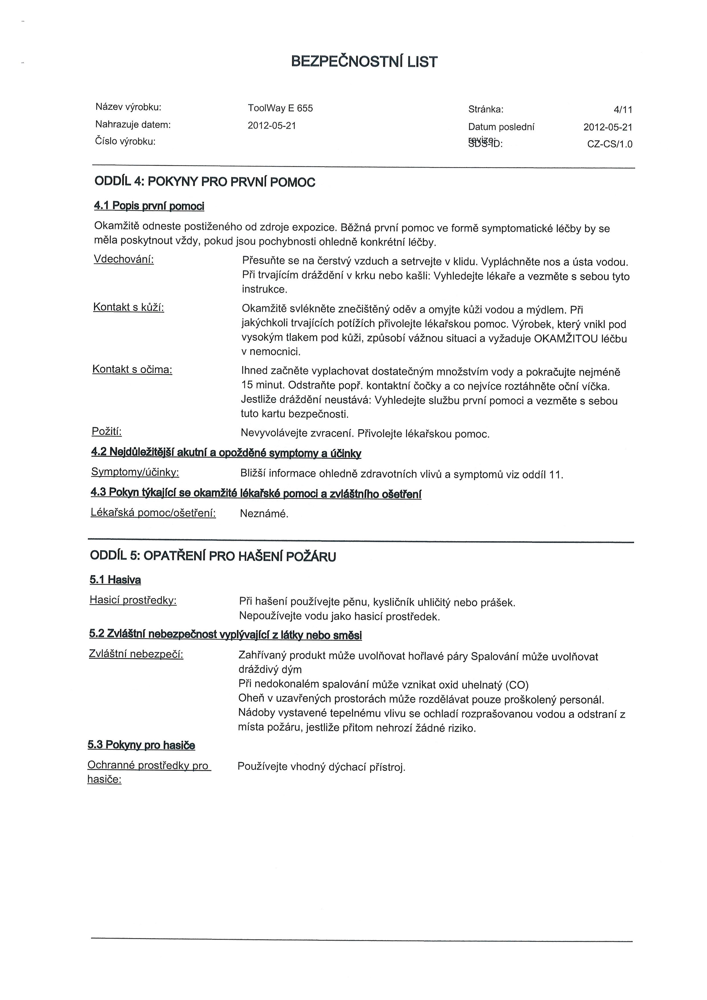 BEZPEČNOSTNÍ LIST
Název výrobku: ToolWay E 655 Stránka: 4/11
Nahrazuje datem: 2012-05-21 Datum poslední revize: 2012-05-21
Číslo výrobku: SDS-ID: CZ-CS/1.0
ODDÍL 4: POKYNY PRO PRVNÍ POMOC
4.1 Popis první pomoci
Okamžitě odneste postiženého od zdroje expozice. Běžná první pomoc ve formě symptomatické léčby by se
měla poskytnout vždy, pokud jsou pochybnosti ohledně konkrétní léčby.
Vdechování: Přesuňte se na čerstvý vzduch a setrvejte v klidu. Vypláchněte nos a ústa vodou.
Při trvajícím dráždění v krku nebo kašli: Vyhledejte lékaře a vezměte s sebou tyto
instrukce.
Kontakt s kůží: Okamžitě svlékněte znečištěný oděv a omyjte kůži vodou a mýdlem. Při
jakýchkoli trvajících potížích přivolejte lékařskou pomoc. Výrobek, který vnikl pod
vysokým tlakem pod kůži, způsobí vážnou situaci a vyžaduje OKAMŽITOU léčbu
v nemocnici.
Kontakt s očima: Ihned začněte vyplachovat dostatečným množstvím vody a pokračujte nejméně
15 minut. Odstraňte popř. kontaktní čočky a co nejvíce roztáhněte oční víčka.
Jestliže dráždění neustává: Vyhledejte službu první pomoci a vezměte s sebou
tuto kartu bezpečnosti.
Požití: Nevyvolávejte zvracení. Přivolejte lékařskou pomoc.
4.2 Nejdůležitější akutní a opožděné symptomy a účinky
Symptomy/účinky: Bližší informace ohledně zdravotních vlivů a symptomů viz oddíl 11.
4.3 Pokyn týkající se okamžité lékařské pomoci a zvláštního ošetření
Lékařská pomoc/ošetření: Neznámé.
ODDÍL 5: OPATŘENÍ PRO HAŠENÍ POŽÁRU
5.1 Hasiva
Hasicí prostředky: Při hašení používejte pěnu, kysličník uhličitý nebo prášek.
Nepoužívejte vodu jako hasicí prostředek.
5.2 Zvláštní nebezpečnost vyplývající z látky nebo směsi
Zvláštní nebezpečí: Zahřívaný produkt může uvolňovat hořlavé páry Spalování může uvolňovat
dráždivý dým
Při nedokonalém spalování může vznikat oxid uhelnatý (CO)
Oheň v uzavřených prostorách může rozdělávat pouze proškolený personál.
Nádoby vystavené tepelnému vlivu se ochladí rozprašovanou vodou a odstraní z
místa požáru, jestliže přitom nehrozí žádné riziko.
5.3 Pokyny pro hasiče
Ochranné prostředky pro Používejte vhodný dýchací přístroj.
hasiče: